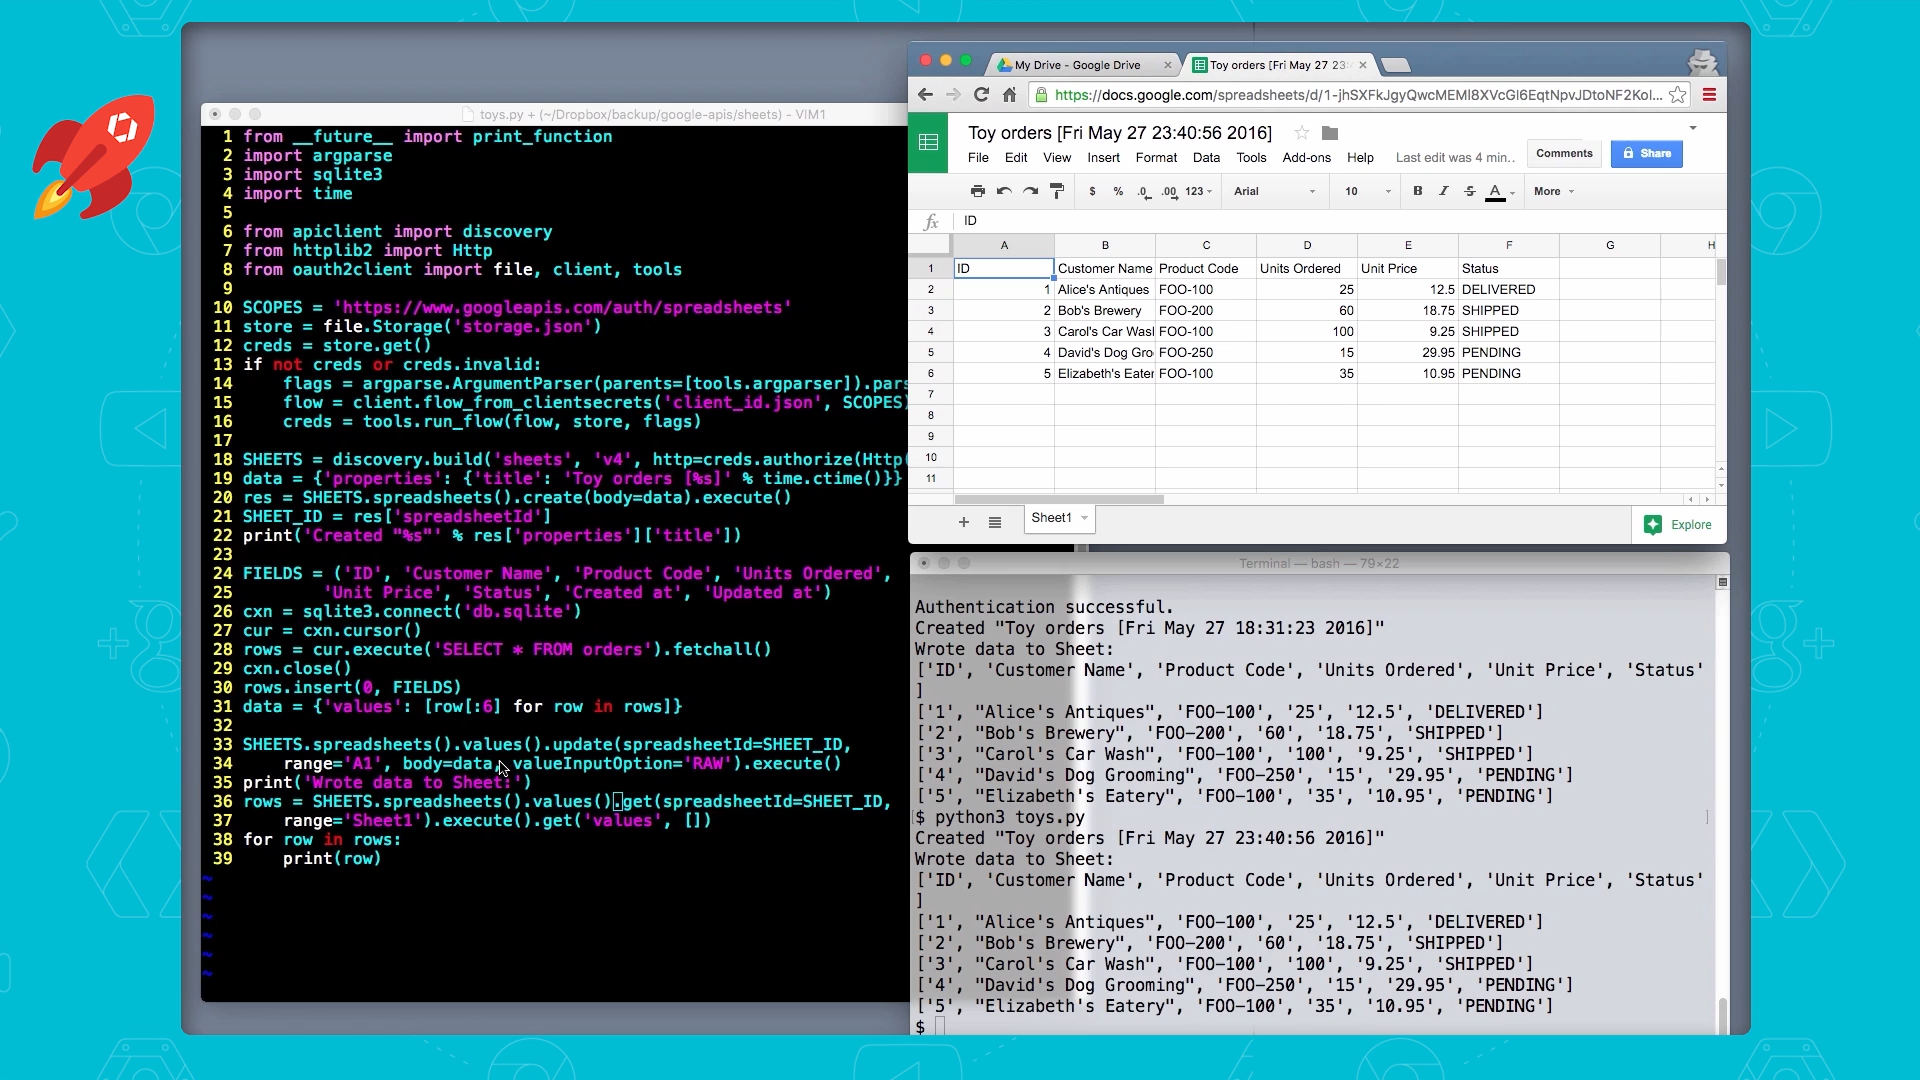 toys.py + (~/Dropbox/backup/google-apis/sheets) - VIM1
1 from __future__ import print_function
2 import argparse
3 import sqlite3
4 import time
5
6 from apiclient import discovery
7 from httplib2 import Http
8 from oauth2client import file, client, tools
9
10 SCOPES = 'https://www.googleapis.com/auth/spreadsheets'
11 store = file.Storage('storage.json')
12 creds = store.get()
13 if not creds or creds.invalid:
14     flags = argparse.ArgumentParser(parents=[tools.argparser]).pars
15     flow = client.flow_from_clientsecrets('client_id.json', SCOPES)
16     creds = tools.run_flow(flow, store, flags)
17
18 SHEETS = discovery.build('sheets', 'v4', http=creds.authorize(Http(
19 data = {'properties': {'title': 'Toy orders [%s]' % time.ctime()}}
20 res = SHEETS.spreadsheets().create(body=data).execute()
21 SHEET_ID = res['spreadsheetId']
22 print('Created "%s"' % res['properties']['title'])
23
24 FIELDS = ('ID', 'Customer Name', 'Product Code', 'Units Ordered',
25         'Unit Price', 'Status', 'Created at', 'Updated at')
26 cxn = sqlite3.connect('db.sqlite')
27 cur = cxn.cursor()
28 rows = cur.execute('SELECT * FROM orders').fetchall()
29 cxn.close()
30 rows.insert(0, FIELDS)
31 data = {'values': [row[:6] for row in rows]}
32
33 SHEETS.spreadsheets().values().update(spreadsheetId=SHEET_ID,
34     range='A1', body=data, valueInputOption='RAW').execute()
35 print('Wrote data to Sheet:')
36 rows = SHEETS.spreadsheets().values().get(spreadsheetId=SHEET_ID,
37     range='Sheet1').execute().get('values', [])
38 for row in rows:
39     print(row)
~
~
~
~
~
~
My Drive - Google Drive × Toy orders [Fri May 27 23: ×
https://docs.google.com/spreadsheets/d/1-jhSXFkJgyQwcMEMl8XVcGl6EqtNpvJDtoNF2Kol...
Toy orders [Fri May 27 23:40:56 2016]
File Edit View Insert Format Data Tools Add-ons Help Last edit was 4 min.. Comments Share
$ % .0 .00 123 Arial 10 B I S A More
fx ID
A B C D E F G H
1 ID Customer Name Product Code Units Ordered Unit Price Status
2 1 Alice's Antiques FOO-100 25 12.5 DELIVERED
3 2 Bob's Brewery FOO-200 60 18.75 SHIPPED
4 3 Carol's Car Wasl FOO-100 100 9.25 SHIPPED
5 4 David's Dog Gro FOO-250 15 29.95 PENDING
6 5 Elizabeth's Eater FOO-100 35 10.95 PENDING
7
8
9
10
11
+ Sheet1 Explore
Terminal — bash — 79×22
Authentication successful.
Created "Toy orders [Fri May 27 18:31:23 2016]"
Wrote data to Sheet:
['ID', 'Customer Name', 'Product Code', 'Units Ordered', 'Unit Price', 'Status'
]
['1', "Alice's Antiques", 'FOO-100', '25', '12.5', 'DELIVERED']
['2', "Bob's Brewery", 'FOO-200', '60', '18.75', 'SHIPPED']
['3', "Carol's Car Wash", 'FOO-100', '100', '9.25', 'SHIPPED']
['4', "David's Dog Grooming", 'FOO-250', '15', '29.95', 'PENDING']
['5', "Elizabeth's Eatery", 'FOO-100', '35', '10.95', 'PENDING']
[$ python3 toys.py ]
Created "Toy orders [Fri May 27 23:40:56 2016]"
Wrote data to Sheet:
['ID', 'Customer Name', 'Product Code', 'Units Ordered', 'Unit Price', 'Status'
]
['1', "Alice's Antiques", 'FOO-100', '25', '12.5', 'DELIVERED']
['2', "Bob's Brewery", 'FOO-200', '60', '18.75', 'SHIPPED']
['3', "Carol's Car Wash", 'FOO-100', '100', '9.25', 'SHIPPED']
['4', "David's Dog Grooming", 'FOO-250', '15', '29.95', 'PENDING']
['5', "Elizabeth's Eatery", 'FOO-100', '35', '10.95', 'PENDING']
$